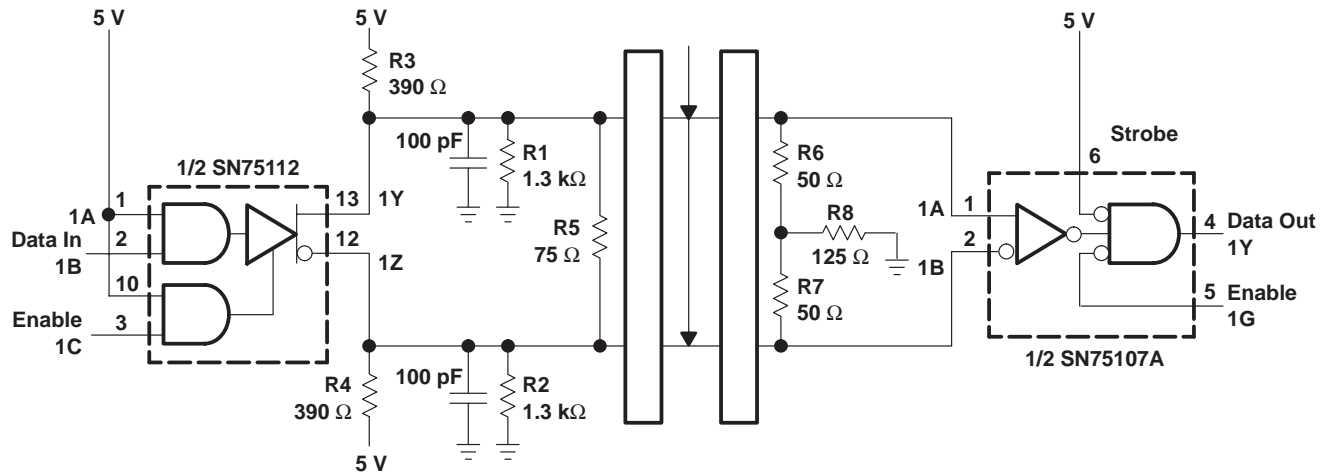 5 V
5 V
5 V
R3
390 Ω
Strobe
6
100 pF
R1
1.3 kΩ
R6
50 Ω
1/2 SN75112
1
13
1Y
1A
Data In
2
1B
12
1Z
R5
75 Ω
R8
125 Ω
1A
1
2
1B
4
Data Out
1Y
10
Enable
3
1C
R7
50 Ω
5
Enable
1G
1/2 SN75107A
R4
390 Ω
100 pF
R2
1.3 kΩ
5 V